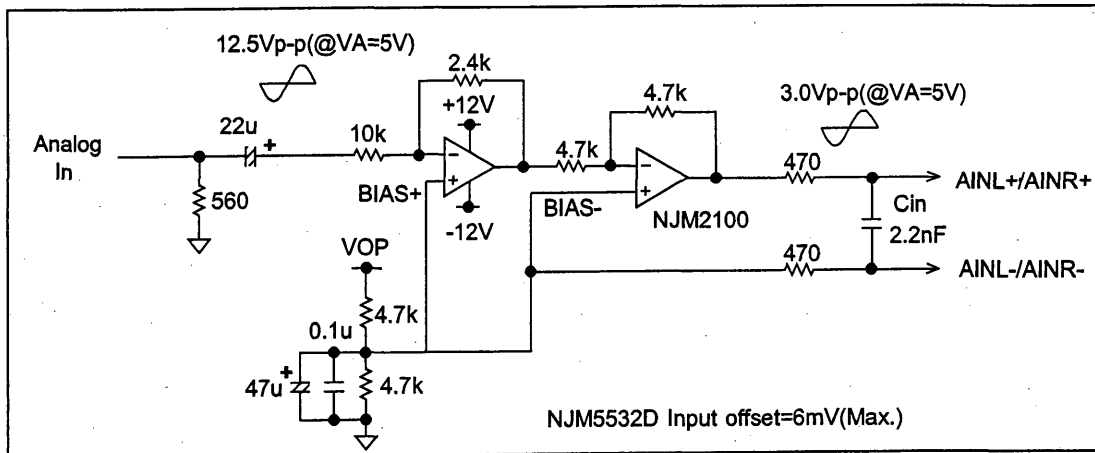 12.5Vp-p(@VA=5V)
2.4k
3.0Vp-p(@VA=5V)
+12V
4.7k
22u
+
10k
Analog
In
4.7k
470
AINL+/AINR+
BIAS+
560
-12V
BIAS-
NJM2100
Cin
2.2nF
VOP
470
AINL-/AINR-
4.7k
0.1u
+
47u
4.7k
NJM5532D Input offset=6mV(Max.)